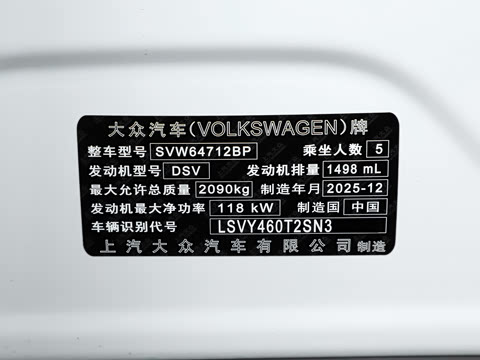 大众汽车(VOLKSWAGEN)牌
整车型号 SVW64712BP 乘坐人数 5
发动机型号 DSV 发动机排量 1498 mL
最大允许总质量 2090kg 制造年月 2025-12
发动机最大净功率 118 kW 制造国 中国
车辆识别代号 LSVY460T2SN3
上汽大众汽车有限公司 制造